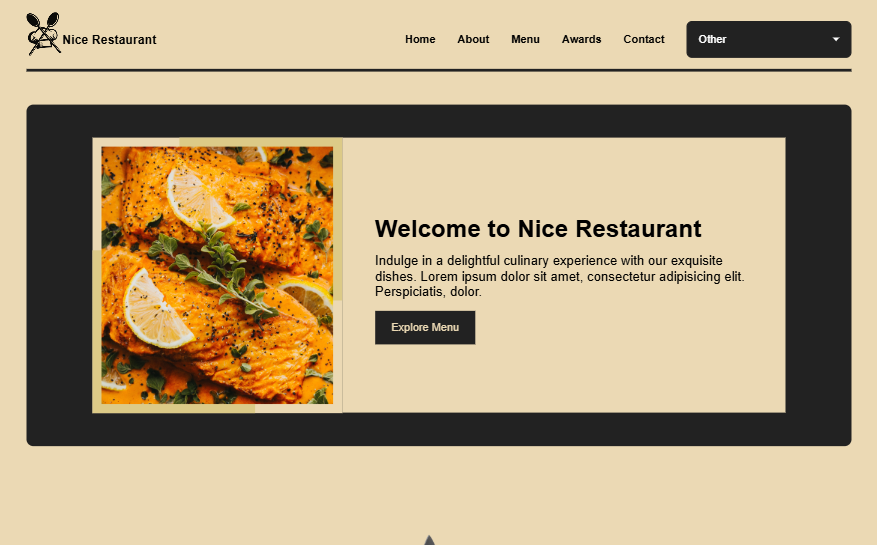 Nice Restaurant
Home About Menu Awards Contact Other
Welcome to Nice Restaurant
Indulge in a delightful culinary experience with our exquisite
dishes. Lorem ipsum dolor sit amet, consectetur adipisicing elit.
Perspiciatis, dolor.
Explore Menu